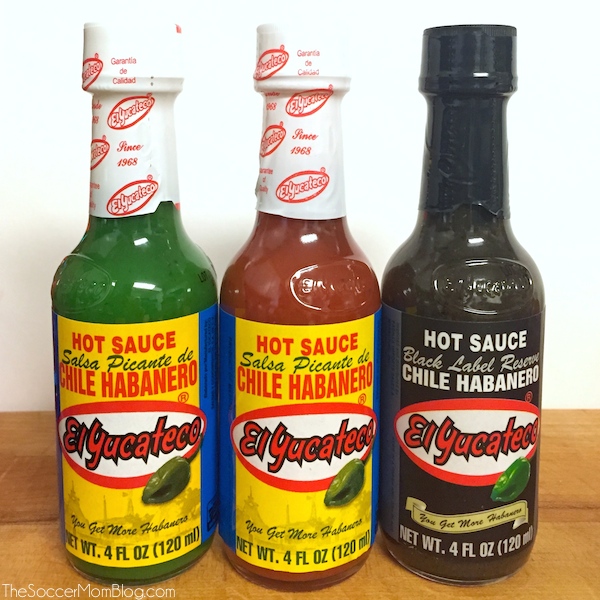 Garantia
de
Calidad
El Yucateco
Since
1968
El Yucateco
HOT SAUCE
Salsa Picante de
CHILE HABANERO
El Yucateco®
You Get More Habanero
NET WT. 4 FL OZ (120 ml)
Garantia
de
Calidad
El Yucateco
Since
1968
El Yucateco
HOT SAUCE
Salsa Picante de
CHILE HABANERO
El Yucateco®
You Get More Habanero
NET WT. 4 FL OZ (120 ml)
HOT SAUCE
Black Label Reserve
CHILE HABANERO
El Yucateco®
You Get More Habanero
NET WT. 4 FL OZ (120 ml)
TheSoccerMomBlog.com